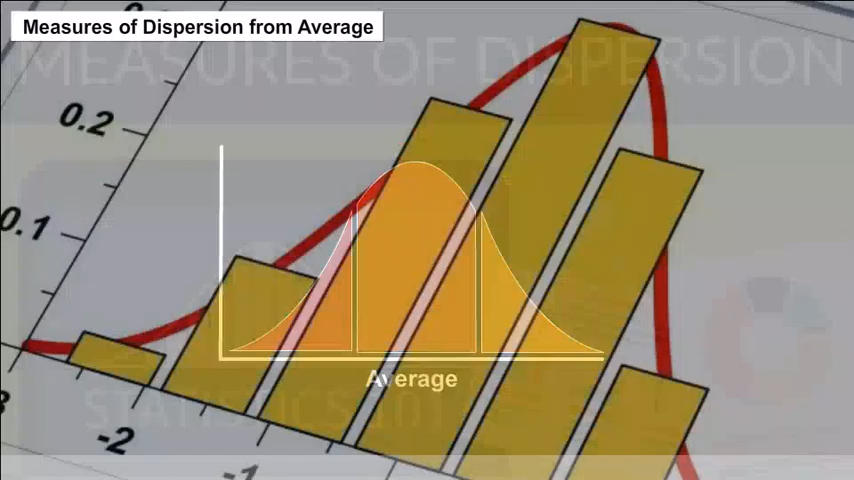 Measures of Dispersion from Average
MEASURES OF DISPERSION
0.2
0.1
Average
STATISTICS 101
-2
-1